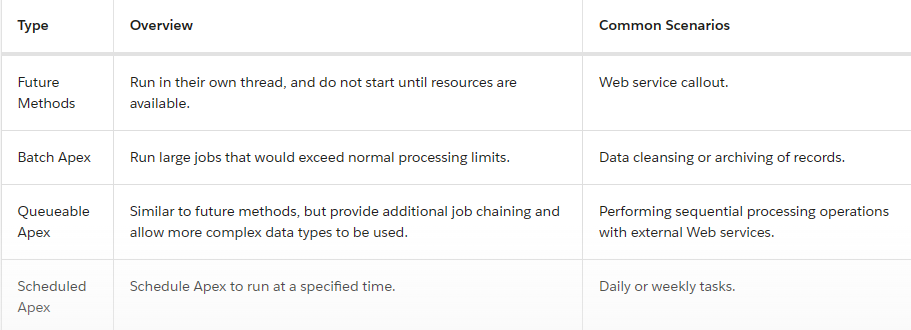 Type Overview Common Scenarios
Future Methods Run in their own thread, and do not start until resources are available. Web service callout.
Batch Apex Run large jobs that would exceed normal processing limits. Data cleansing or archiving of records.
Queueable Apex Similar to future methods, but provide additional job chaining and allow more complex data types to be used. Performing sequential processing operations with external Web services.
Scheduled Apex Schedule Apex to run at a specified time. Daily or weekly tasks.